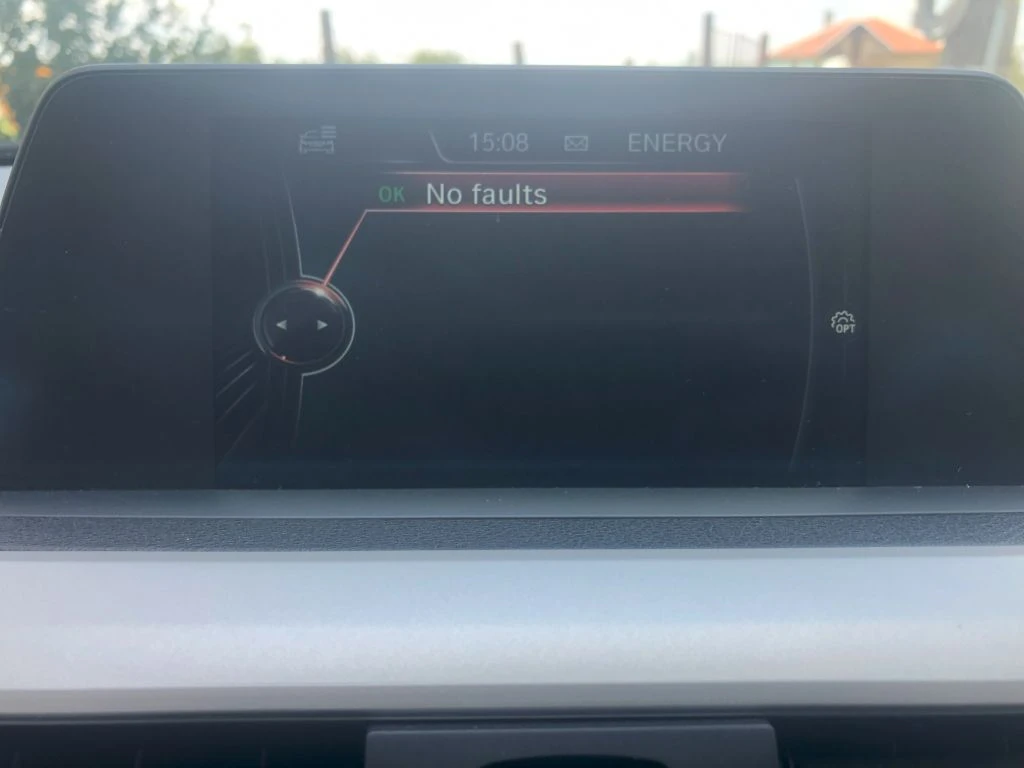 15:08 ENERGY
OK No faults
OPT